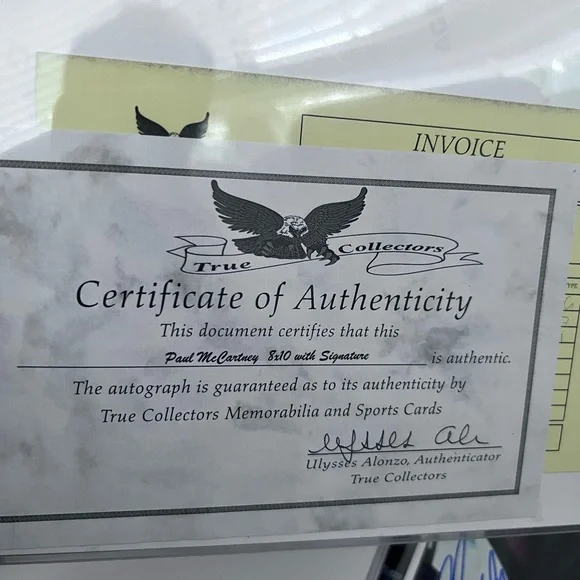 INVOICE
True Collectors
Certificate of Authenticity
This document certifies that this
Paul McCartney 8x10 with Signature is authentic.
The autograph is guaranteed as to its authenticity by
True Collectors Memorabilia and Sports Cards
Ulysses Alonzo, Authenticator
True Collectors